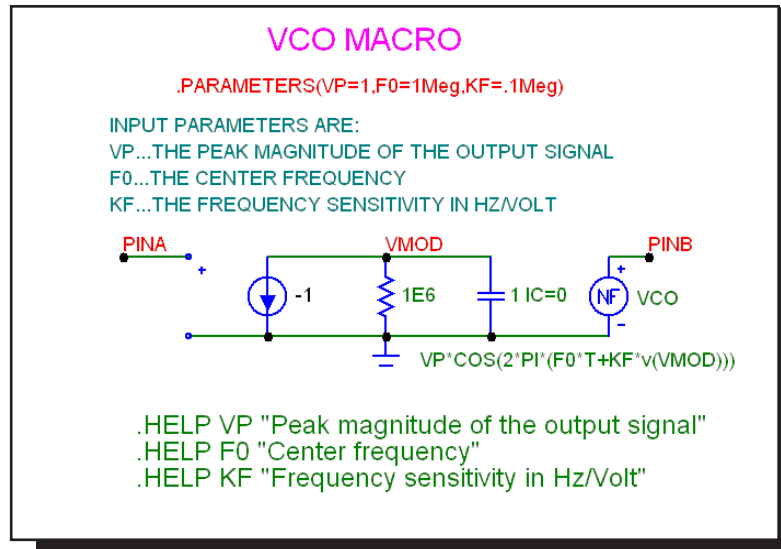 VCO MACRO
.PARAMETERS(VP=1,F0=1Meg,KF=.1Meg)
INPUT PARAMETERS ARE:
VP...THE PEAK MAGNITUDE OF THE OUTPUT SIGNAL
F0...THE CENTER FREQUENCY
KF...THE FREQUENCY SENSITIVITY IN HZ/VOLT
PINA VMOD PINB
+ +
-1 1E6 1 IC=0 NF VCO
-
VP*COS(2*PI*(F0*T+KF*v(VMOD)))
.HELP VP "Peak magnitude of the output signal"
.HELP F0 "Center frequency"
.HELP KF "Frequency sensitivity in Hz/Volt"